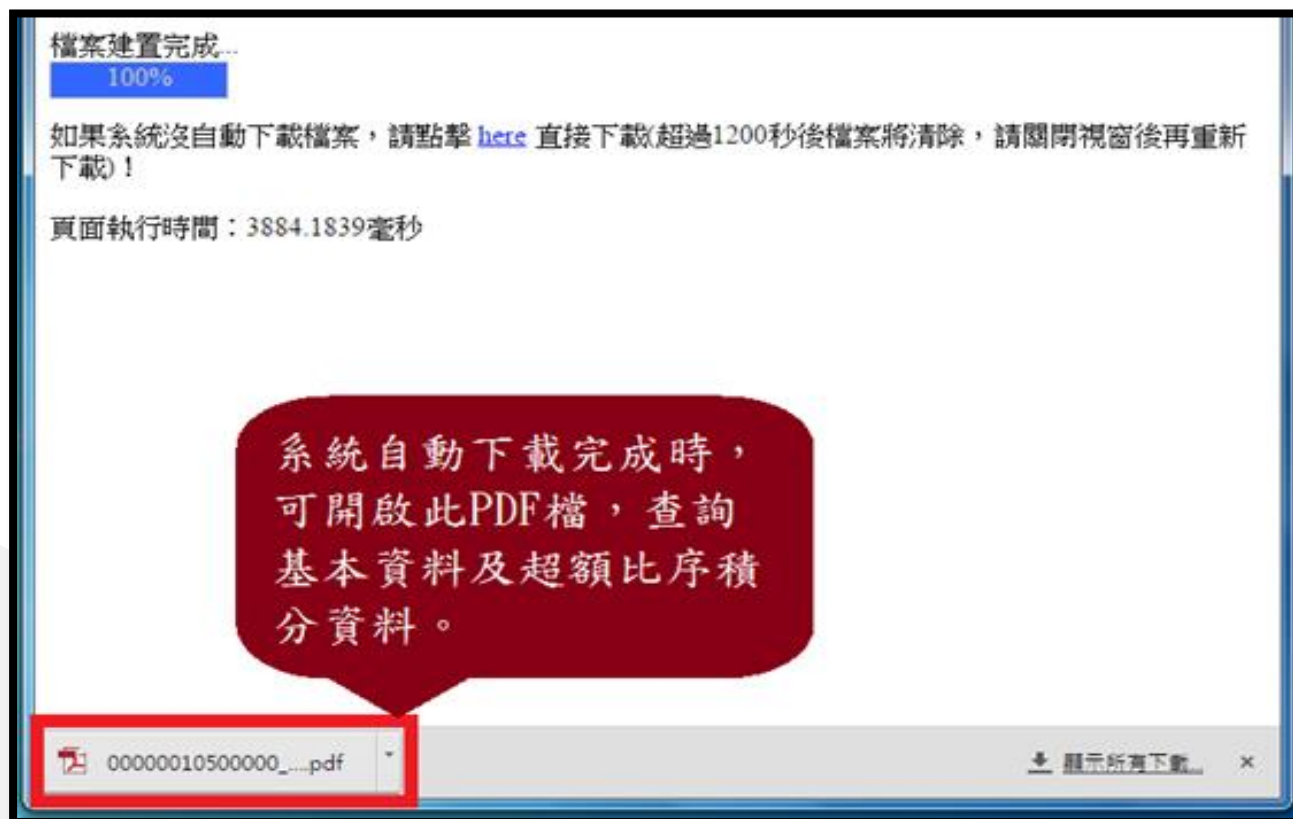 檔案建置完成...
100%
如果系統沒自動下載檔案，請點擊 here 直接下載(超過1200秒後檔案將清除，請關閉視窗後再重新
下載)！
頁面執行時間：3884.1839毫秒
系統自動下載完成時，
可開啟此PDF檔，查詢
基本資料及超額比序積
分資料。
00000010500000_....pdf
顯示所有下載...